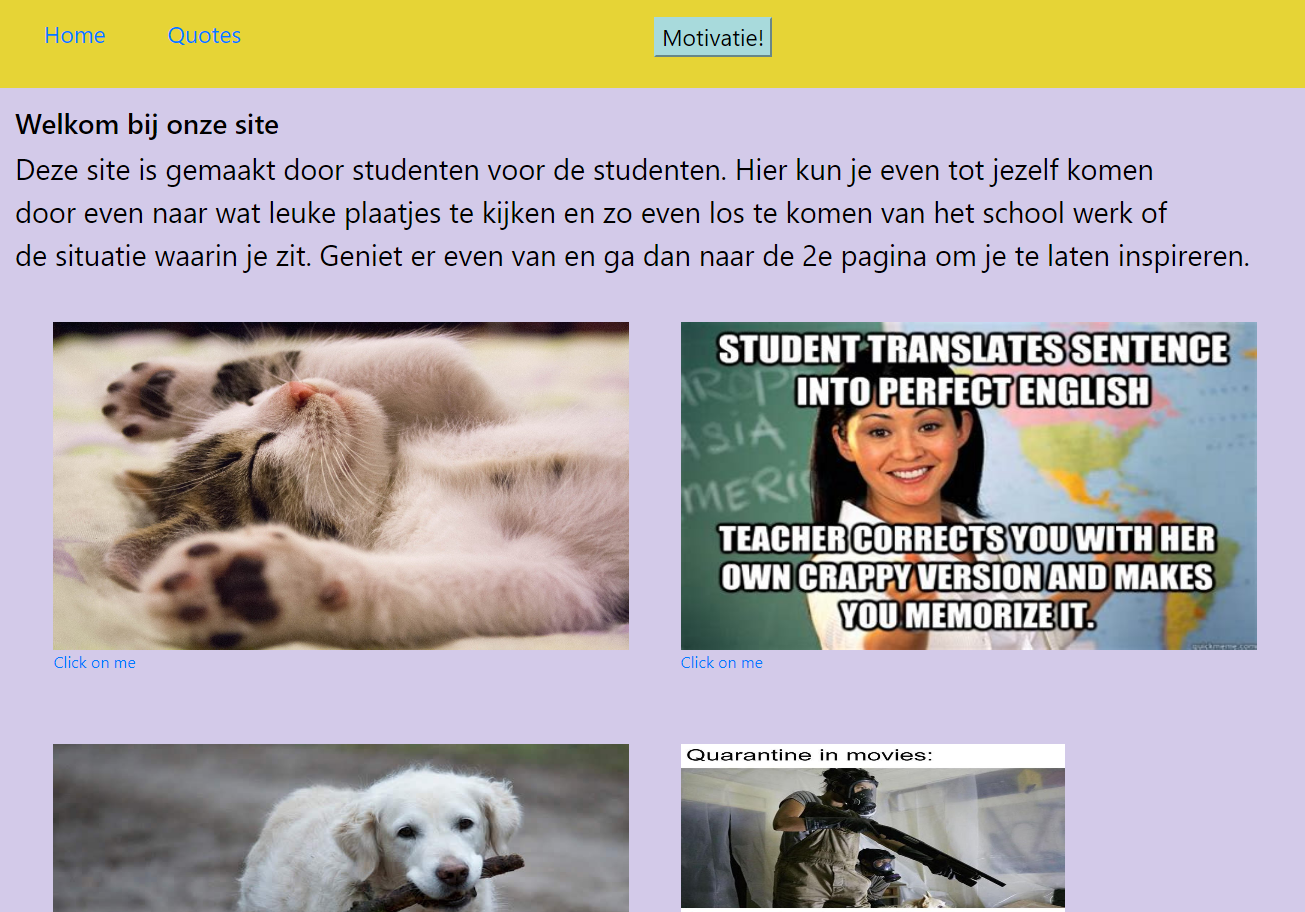 Home Quotes Motivatie!
Welkom bij onze site
Deze site is gemaakt door studenten voor de studenten. Hier kun je even tot jezelf komen
door even naar wat leuke plaatjes te kijken en zo even los te komen van het school werk of
de situatie waarin je zit. Geniet er even van en ga dan naar de 2e pagina om je te laten inspireren.
STUDENT TRANSLATES SENTENCE
INTO PERFECT ENGLISH
ASIA
MERIC
TEACHER CORRECTS YOU WITH HER
OWN CRAPPY VERSION AND MAKES
YOU MEMORIZE IT.
quickmeme.com
Click on me
Click on me
Quarantine in movies: